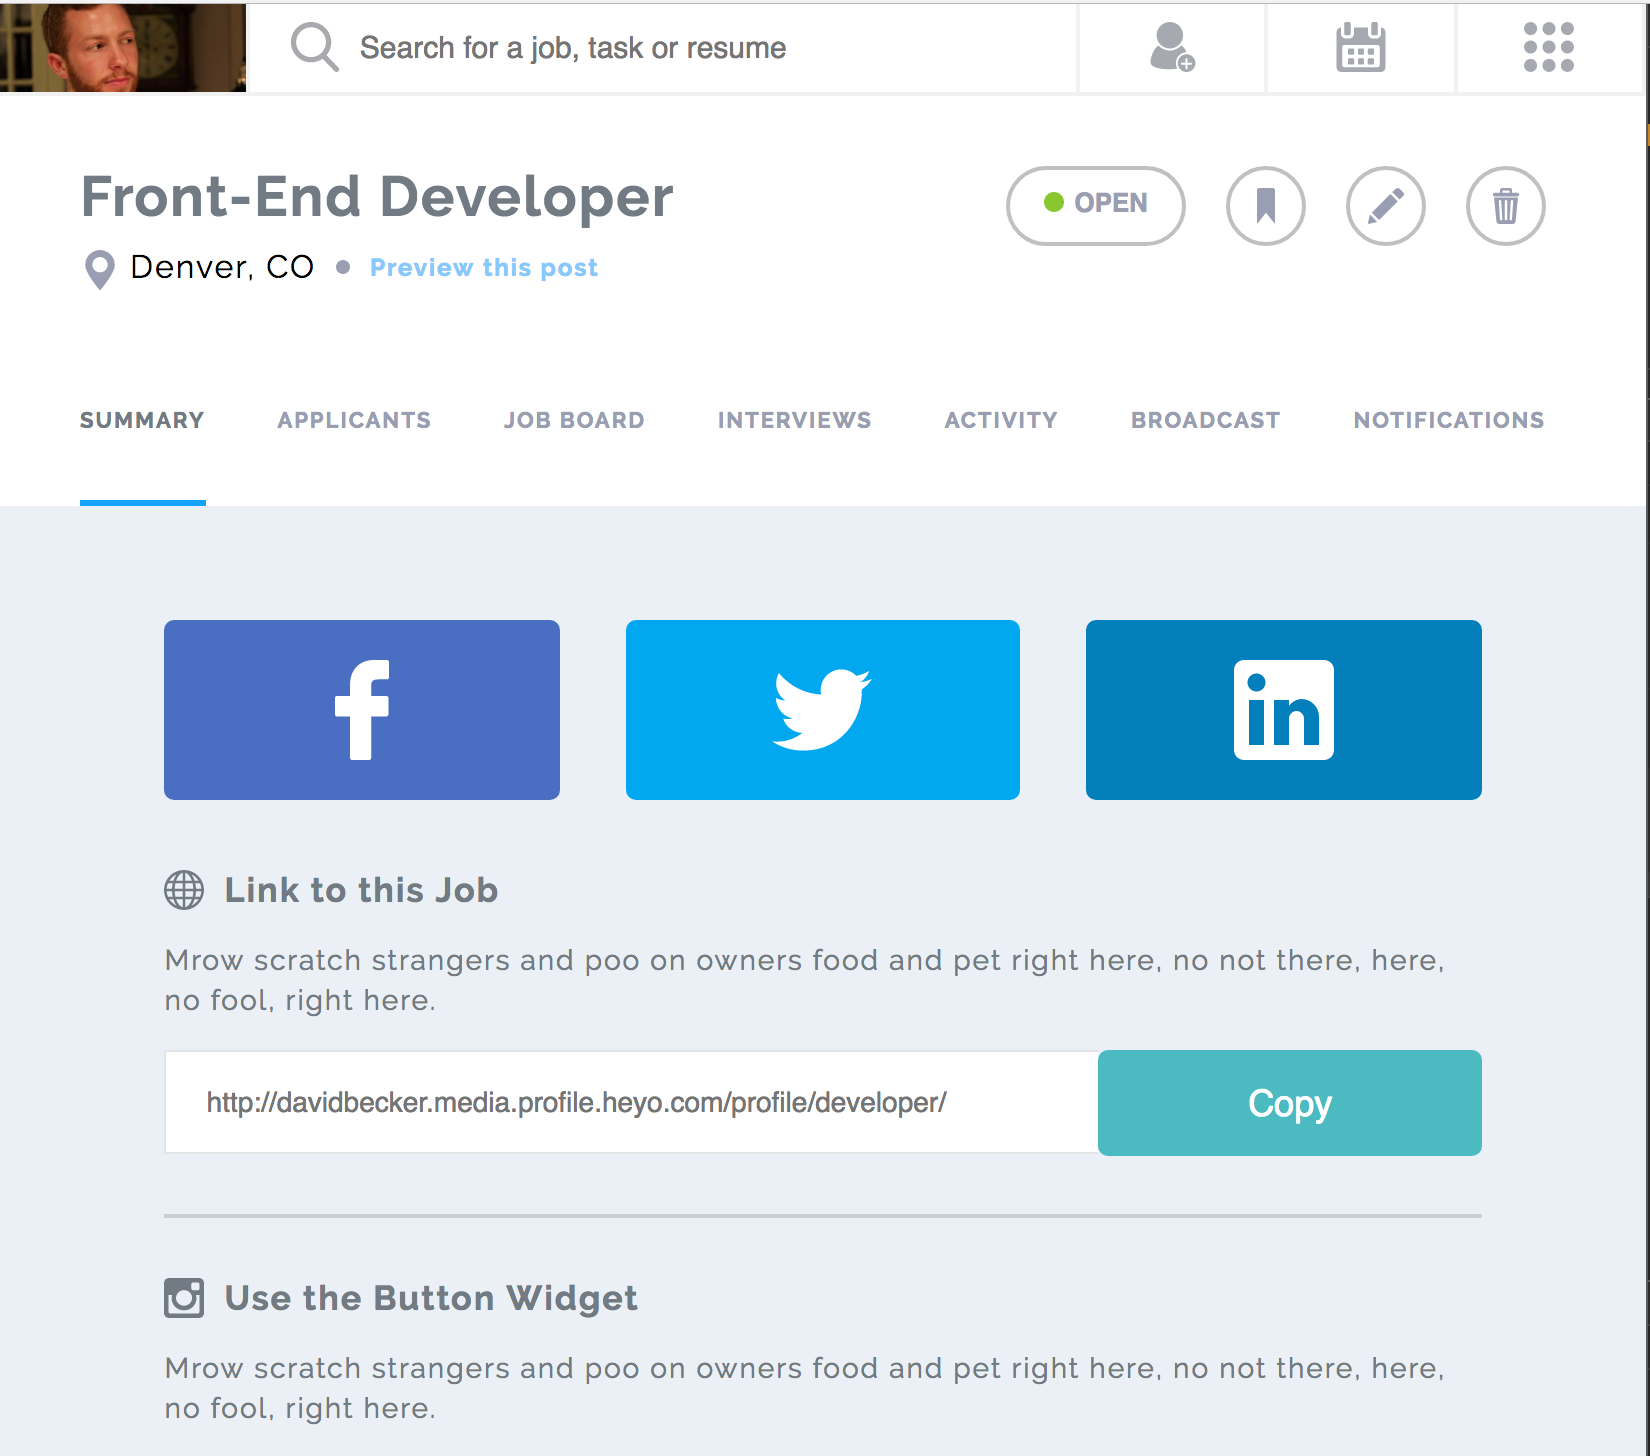 Search for a job, task or resume
Front-End Developer
OPEN
Denver, CO
Preview this post
SUMMARY
APPLICANTS
JOB BOARD
INTERVIEWS
ACTIVITY
BROADCAST
NOTIFICATIONS
f
in
Link to this Job
Mrow scratch strangers and poo on owners food and pet right here, no not there, here,
no fool, right here.
http://davidbecker.media.profile.heyo.com/profile/developer/
Copy
Use the Button Widget
Mrow scratch strangers and poo on owners food and pet right here, no not there, here,
no fool, right here.